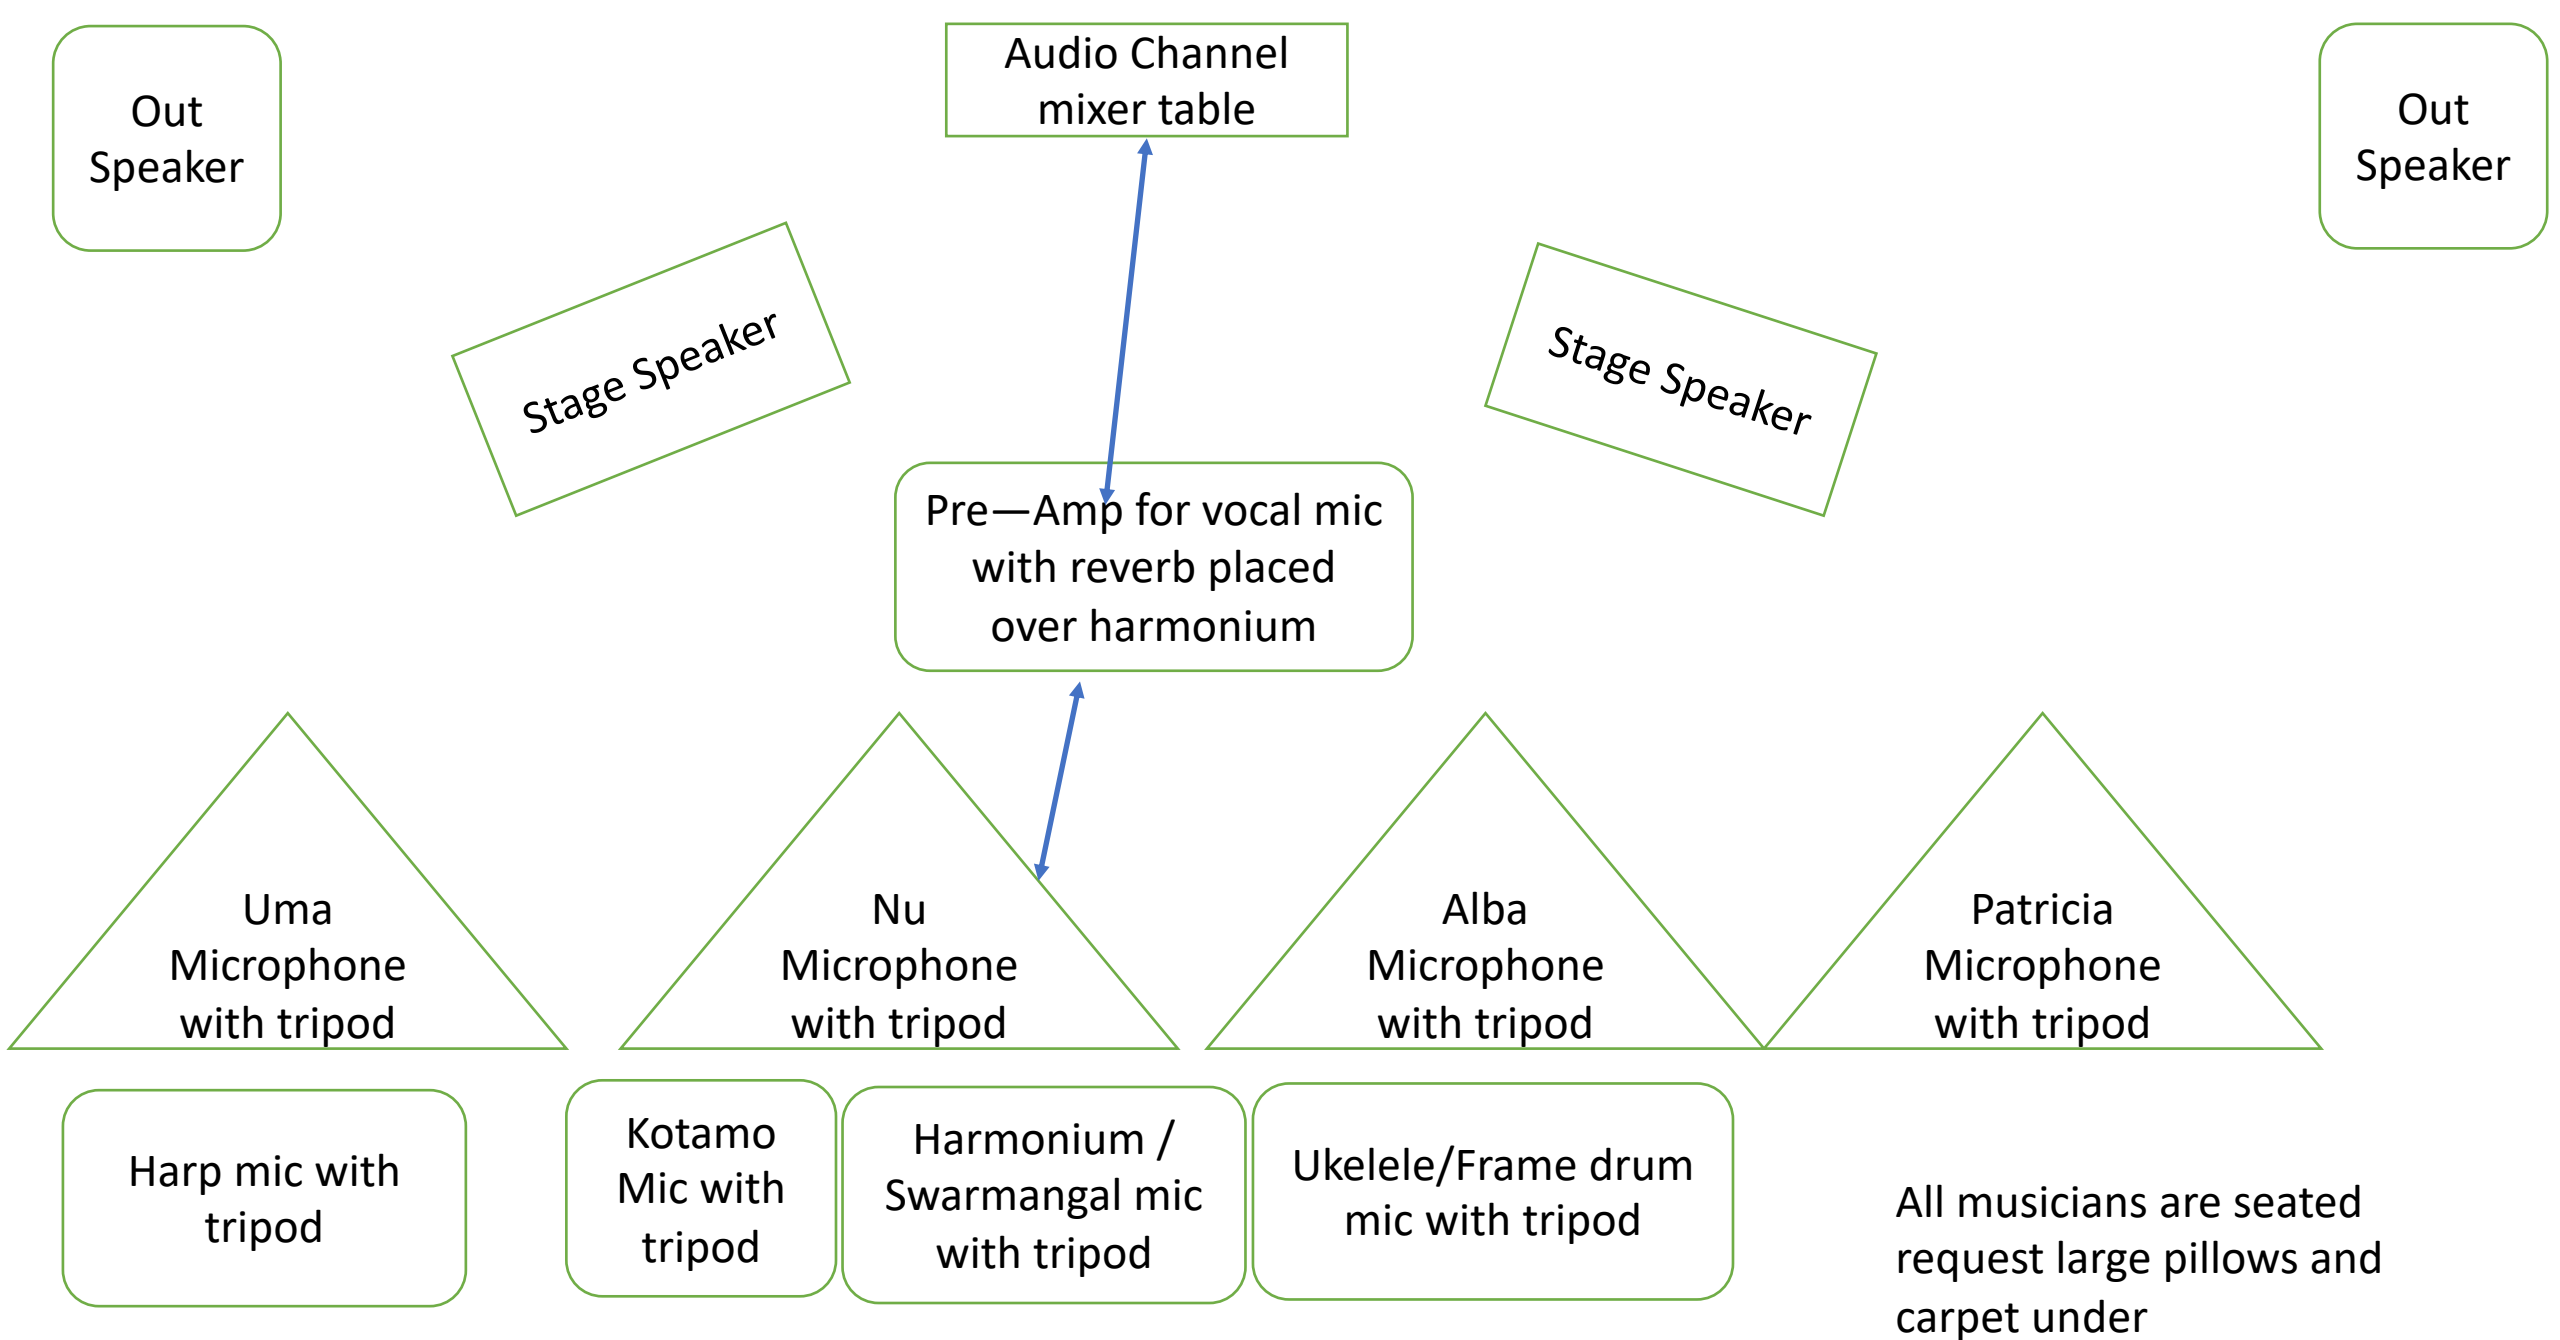 Out
Speaker
Audio Channel
mixer table
Out
Speaker
Stage Speaker
Stage Speaker
Pre—Amp for vocal mic
with reverb placed
over harmonium
Uma
Microphone
with tripod
Nu
Microphone
with tripod
Alba
Microphone
with tripod
Patricia
Microphone
with tripod
Harp mic with
tripod
Kotamo
Mic with
tripod
Harmonium /
Swarmangal mic
with tripod
Ukelele/Frame drum
mic with tripod
All musicians are seated
request large pillows and
carpet under